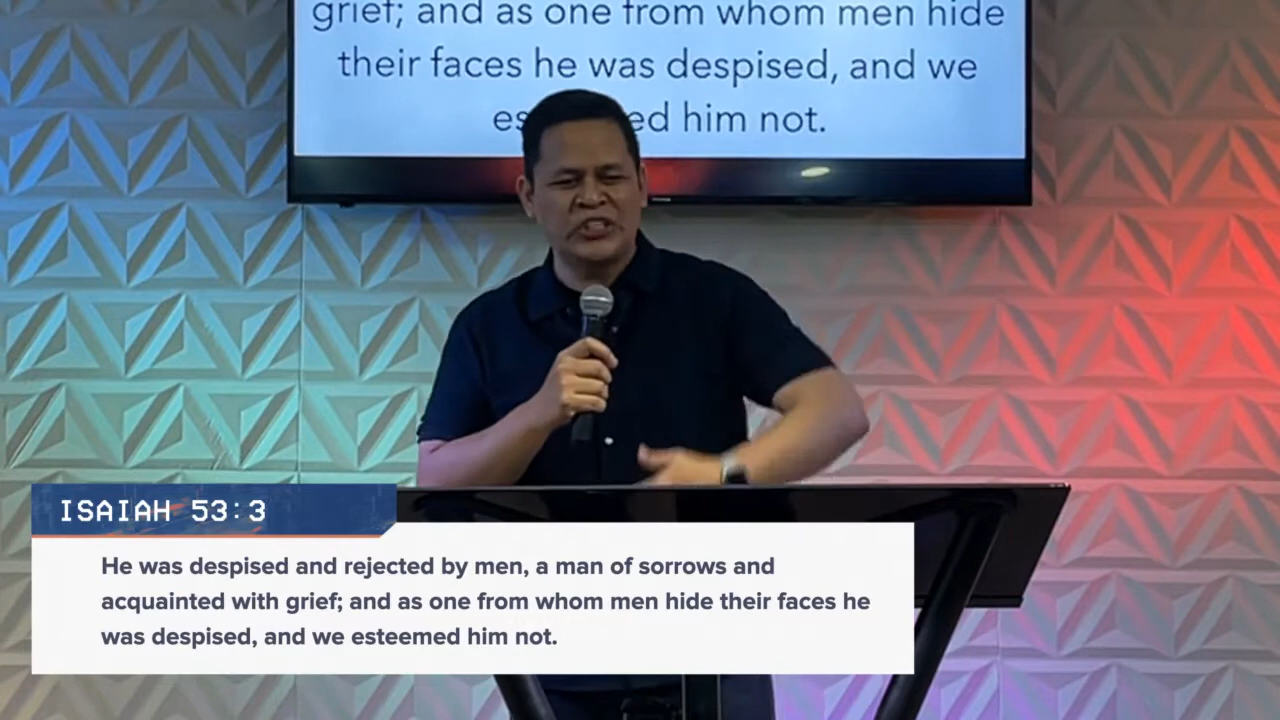 grief; and as one from whom men hide
their faces he was despised, and we
es ed him not.
ISAIAH 53:3
He was despised and rejected by men, a man of sorrows and
acquainted with grief; and as one from whom men hide their faces he
was despised, and we esteemed him not.